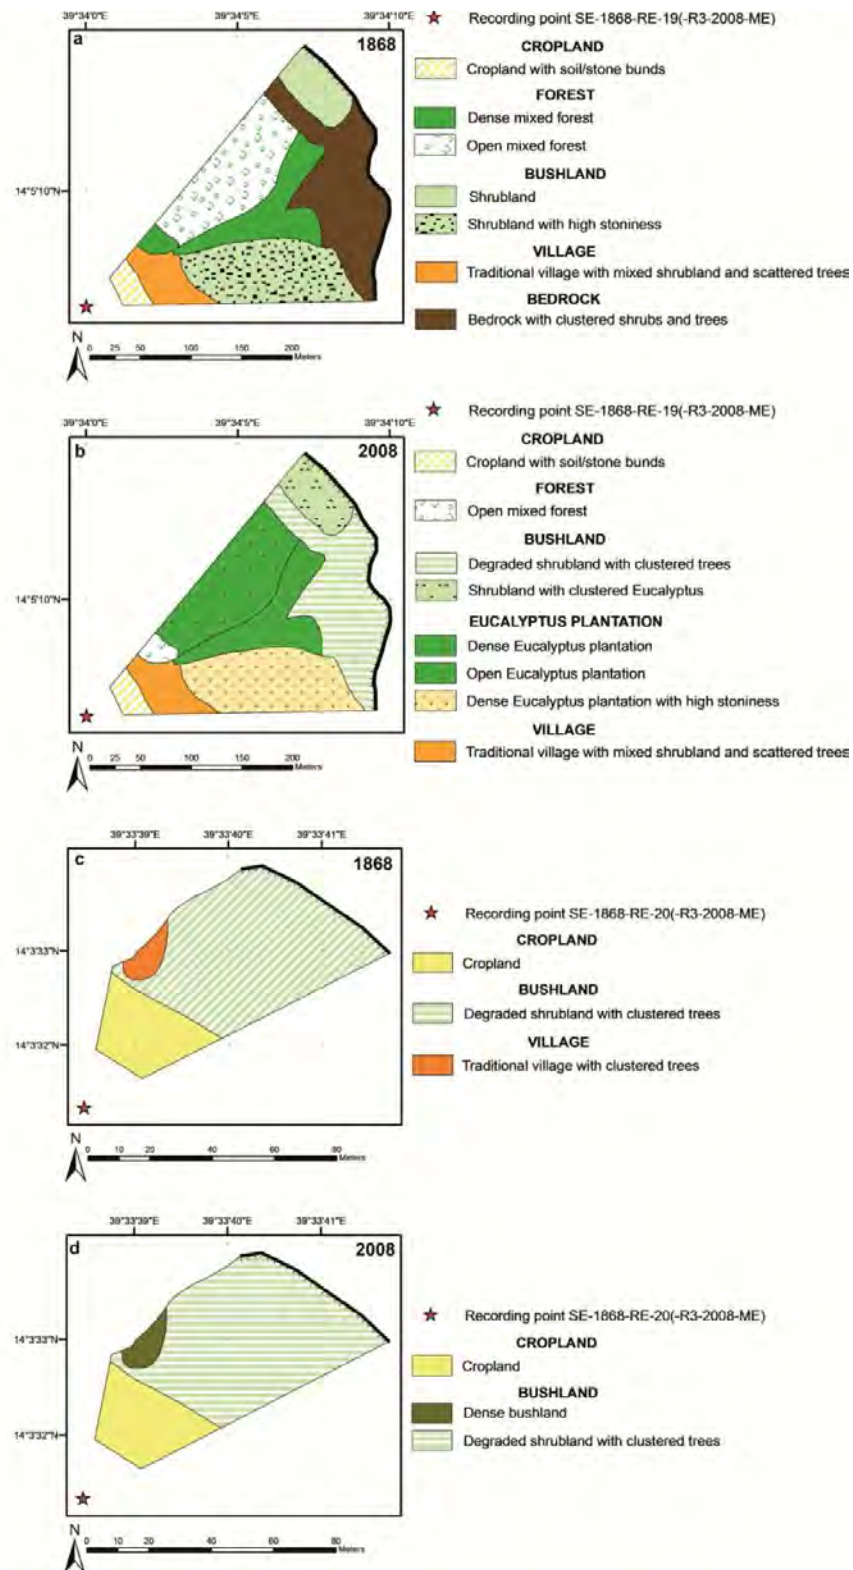 39°34'0"E 39°34'5"E 39°34'10"E
a 1868
14°5'10"N
N
0 25 50 100 150 200
Meters
Recording point SE-1868-RE-19(-R3-2008-ME)
CROPLAND
Cropland with soil/stone bunds
FOREST
Dense mixed forest
Open mixed forest
BUSHLAND
Shrubland
Shrubland with high stoniness
VILLAGE
Traditional village with mixed shrubland and scattered trees
BEDROCK
Bedrock with clustered shrubs and trees
39°34'0"E 39°34'5"E 39°34'10"E
b 2008
14°5'10"N
N
0 25 50 100 150 200
Meters
Recording point SE-1868-RE-19(-R3-2008-ME)
CROPLAND
Cropland with soil/stone bunds
FOREST
Open mixed forest
BUSHLAND
Degraded shrubland with clustered trees
Shrubland with clustered Eucalyptus
EUCALYPTUS PLANTATION
Dense Eucalyptus plantation
Open Eucalyptus plantation
Dense Eucalyptus plantation with high stoniness
VILLAGE
Traditional village with mixed shrubland and scattered trees
39°33'39"E 39°33'40"E 39°33'41"E
c 1868
14°3'33"N
14°3'32"N
N
0 10 20 40 60 80
Meters
Recording point SE-1868-RE-20(-R3-2008-ME)
CROPLAND
Cropland
BUSHLAND
Degraded shrubland with clustered trees
VILLAGE
Traditional village with clustered trees
39°33'39"E 39°33'40"E 39°33'41"E
d 2008
14°3'33"N
14°3'32"N
N
0 10 20 40 60 80
Meters
Recording point SE-1868-RE-20(-R3-2008-ME)
CROPLAND
Cropland
BUSHLAND
Dense bushland
Degraded shrubland with clustered trees